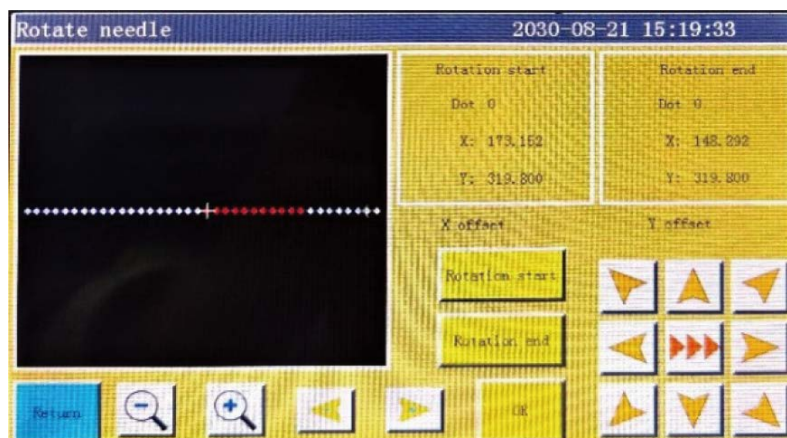 Rotate needle 2030-08-21 15:19:33
Rotation start
Dot 0
X: 173.152
Y: 319.800
Rotation end
Dot 0
X: 148.292
Y: 319.800
X offset
Y offset
Rotation start
Rotation end
Return
OK